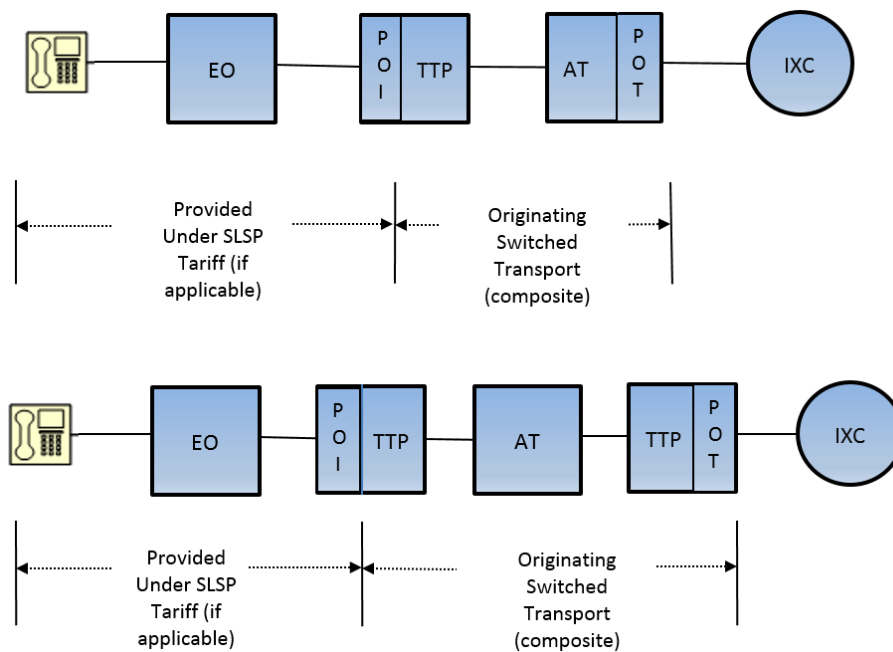 EO
P
O
I
TTP
AT
P
O
T
IXC
Provided
Under SLSP
Tariff (if
applicable)
Originating
Switched
Transport
(composite)
EO
P
O
I
TTP
AT
TTP
P
O
T
IXC
Provided
Under SLSP
Tariff (if
applicable)
Originating
Switched
Transport
(composite)